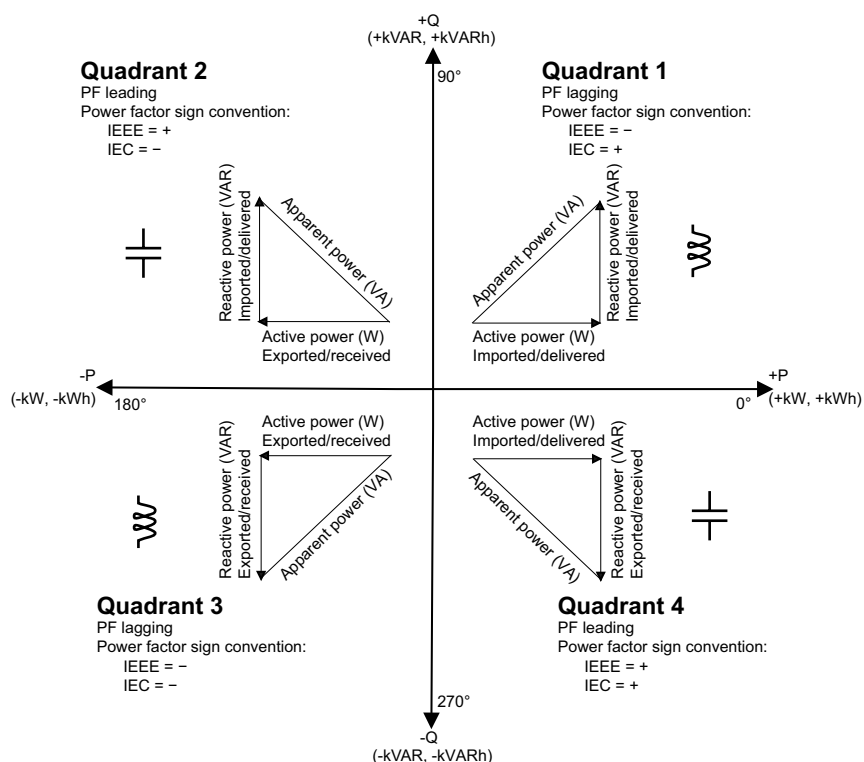 +Q
(+kVAR, +kVARh)
90°
Quadrant 2
PF leading
Power factor sign convention:
IEEE = +
IEC = −
Reactive power (VAR)
Imported/delivered
Apparent power (VA)
Active power (W)
Exported/received
Quadrant 1
PF lagging
Power factor sign convention:
IEEE = −
IEC = +
Apparent power (VA)
Reactive power (VAR)
Imported/delivered
Active power (W)
Imported/delivered
-P
(-kW, -kWh)
180°
+P
0°
(+kW, +kWh)
Active power (W)
Exported/received
Reactive power (VAR)
Exported/received
Apparent power (VA)
Quadrant 3
PF lagging
Power factor sign convention:
IEEE = −
IEC = −
Active power (W)
Imported/delivered
Apparent power (VA)
Reactive power (VAR)
Exported/received
Quadrant 4
PF leading
Power factor sign convention:
IEEE = +
IEC = +
270°
-Q
(-kVAR, -kVARh)